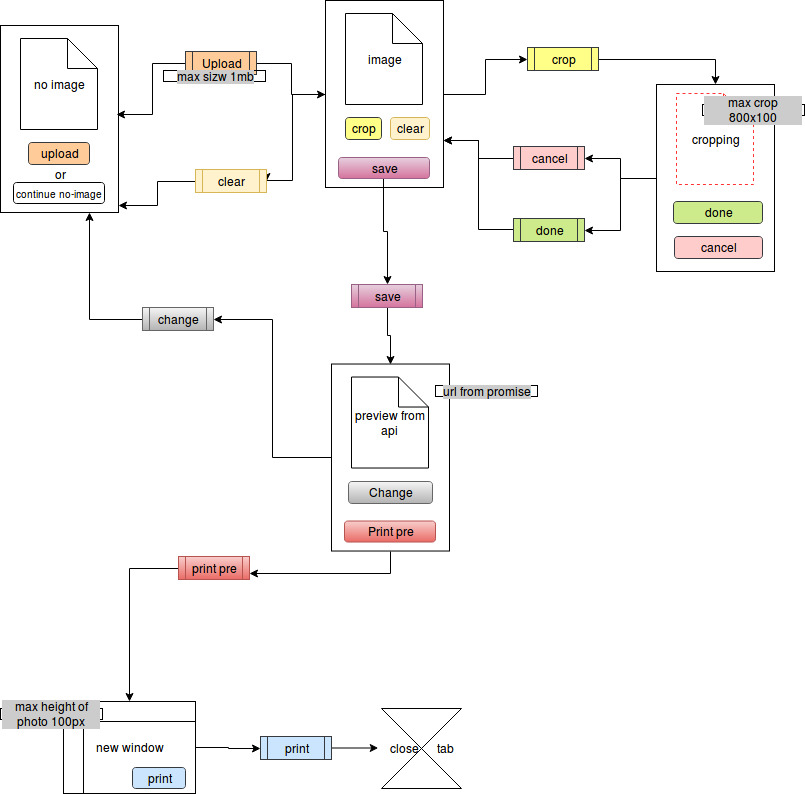 no image
upload
or
continue no-image
Upload
max sizw 1mb
clear
image
crop
clear
save
crop
max crop
800x100
cropping
done
cancel
cancel
done
save
change
url from promise
preview from
api
Change
Print pre
print pre
max height of
photo 100px
new window
print
print
close
tab